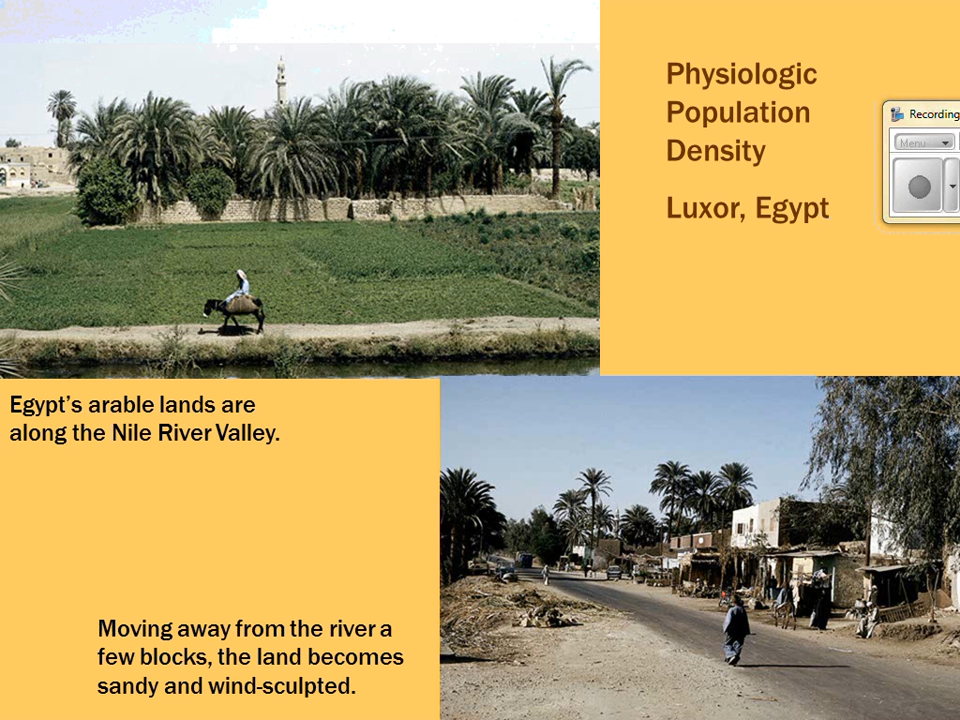 Physiologic
Population
Density
Luxor, Egypt
Recording
Menu
Egypt's arable lands are
along the Nile River Valley.
Moving away from the river a
few blocks, the land becomes
sandy and wind-sculpted.